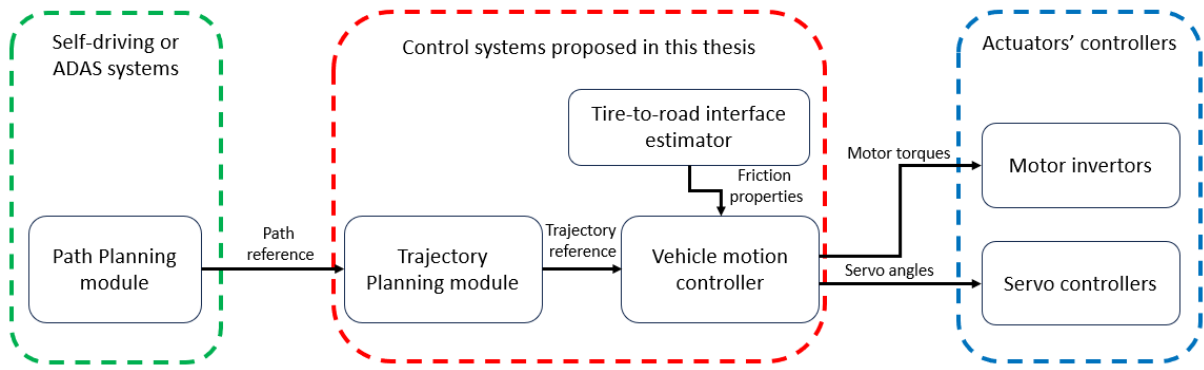 Self-driving or
ADAS systems
Control systems proposed in this thesis
Actuators' controllers
Tire-to-road interface
estimator
Motor torques
Motor invertors
Friction
properties
Path Planning
module
Path
reference
Trajectory
Planning module
Trajectory
reference
Vehicle motion
controller
Servo angles
Servo controllers